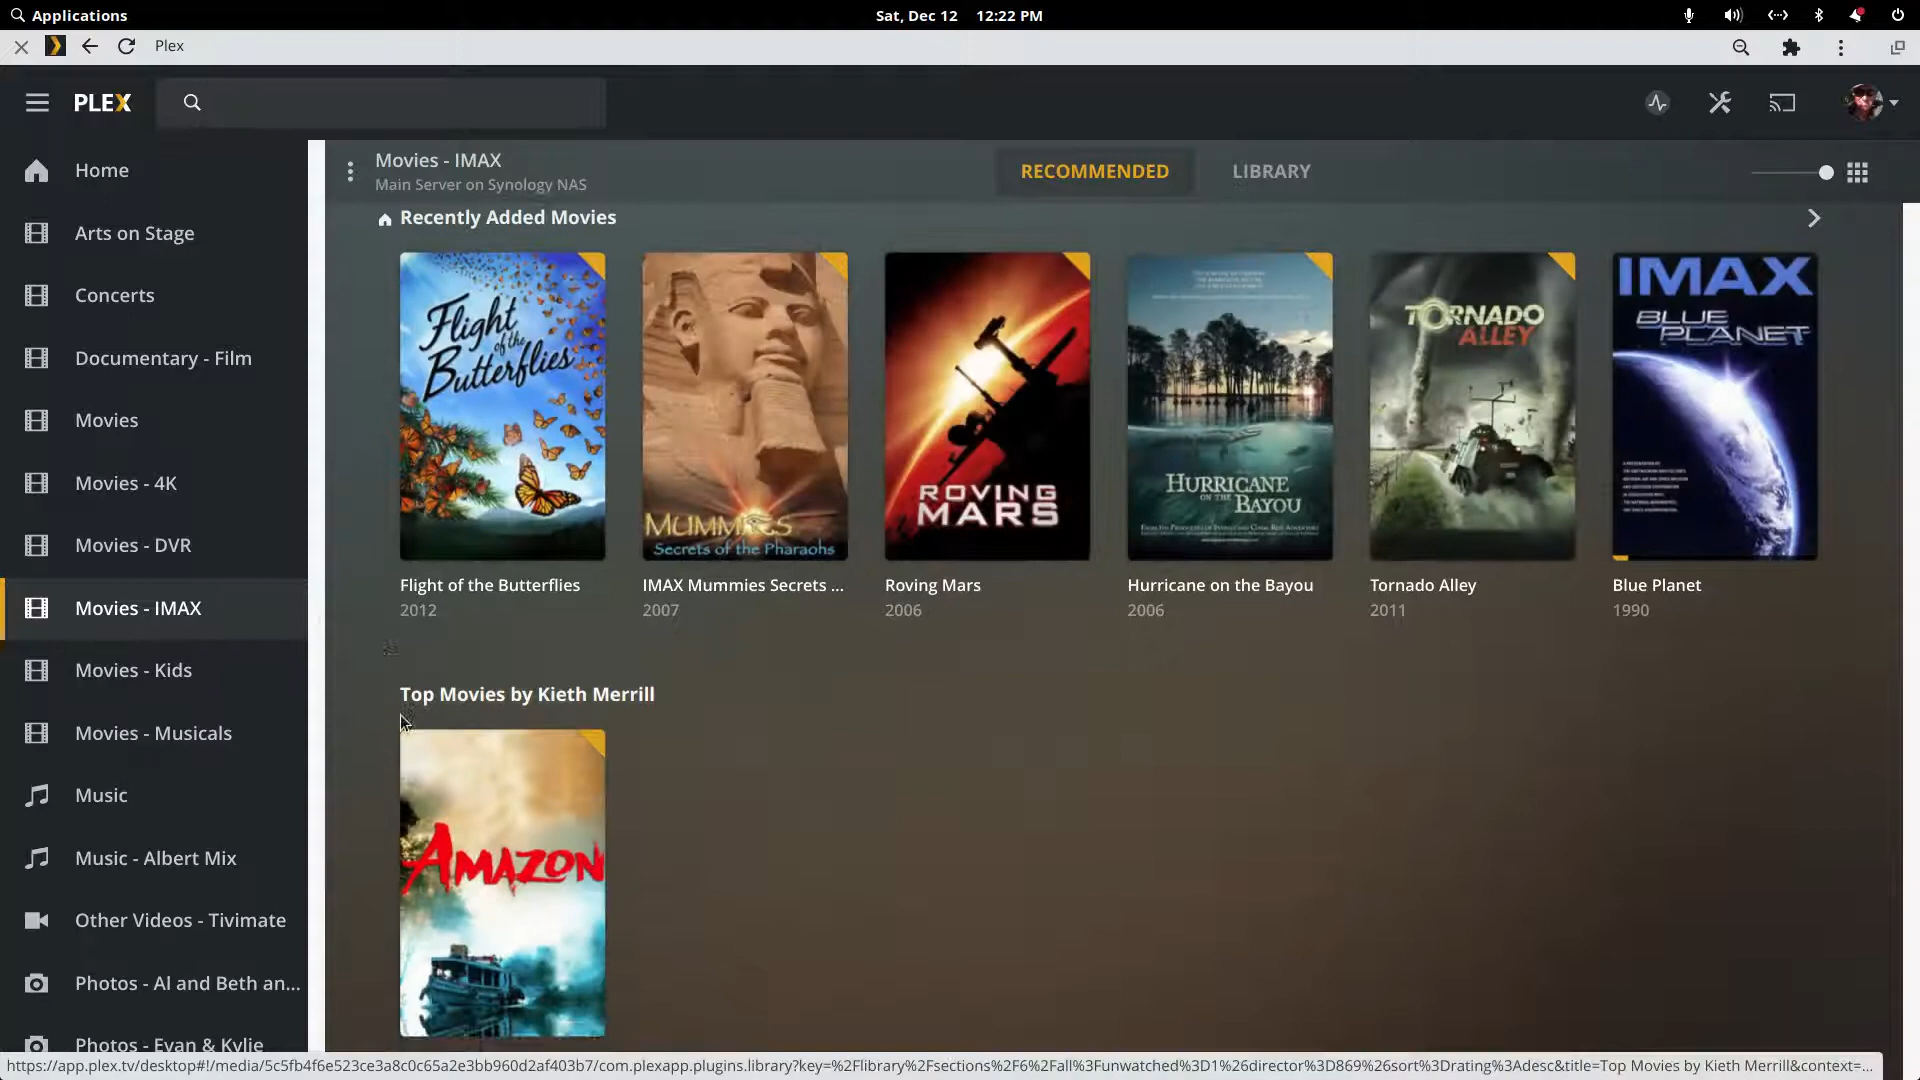 Applications
Sat, Dec 12 12:22 PM
Plex
PLEX
Home
Arts on Stage
Concerts
Documentary - Film
Movies
Movies - 4K
Movies - DVR
Movies - IMAX
Movies - Kids
Movies - Musicals
Music
Music - Albert Mix
Other Videos - Tivimate
Photos - Al and Beth an...
Photos - Evan & Kylie
Movies - IMAX
Main Server on Synology NAS
RECOMMENDED
LIBRARY
Recently Added Movies
Flight
of the
Butterflies
MUMMIES
Secrets of the Pharaohs
ROVING
MARS
HURRICANE
ON THE
BAYOU
TORNADO
ALLEY
IMAX
BLUE
PLANET
Flight of the Butterflies
2012
IMAX Mummies Secrets ...
2007
Roving Mars
2006
Hurricane on the Bayou
2006
Tornado Alley
2011
Blue Planet
1990
Top Movies by Kieth Merrill
AMAZON
https://app.plex.tv/desktop#!/media/5c5fb4f6e523ce3a8c0c65a2e3bb960d2af403b7/com.plexapp.plugins.library?key=%2Flibrary%2Fsections%2F6%2Fall%3Funwatched%3D1%26director%3D869%26sort%3Drating%3Adesc&title=Top Movies by Kieth Merrill&context=...